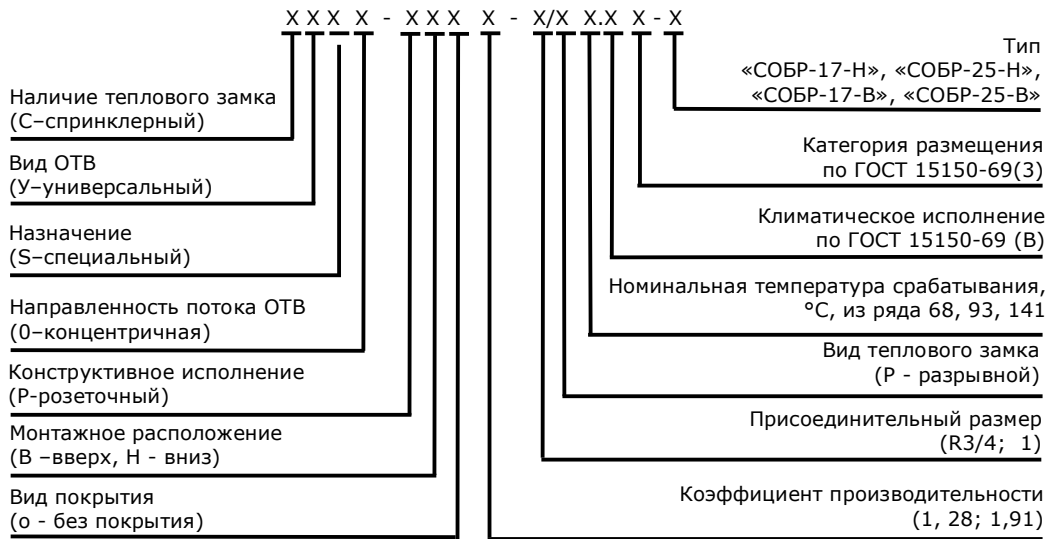 X X X X - X X X X - X/X X.X X - X
Наличие теплового замка
(С–спринклерный)
Вид ОТВ
(У–универсальный)
Назначение
(S–специальный)
Направленность потока ОТВ
(0–концентричная)
Конструктивное исполнение
(Р-розеточный)
Монтажное расположение
(В –вверх, Н - вниз)
Вид покрытия
(о - без покрытия)
Тип
«СОБР-17-Н», «СОБР-25-Н»,
«СОБР-17-В», «СОБР-25-В»
Категория размещения
по ГОСТ 15150-69(3)
Климатическое исполнение
по ГОСТ 15150-69 (В)
Номинальная температура срабатывания,
°С, из ряда 68, 93, 141
Вид теплового замка
(Р - разрывной)
Присоединительный размер
(R3/4; 1)
Коэффициент производительности
(1, 28; 1,91)